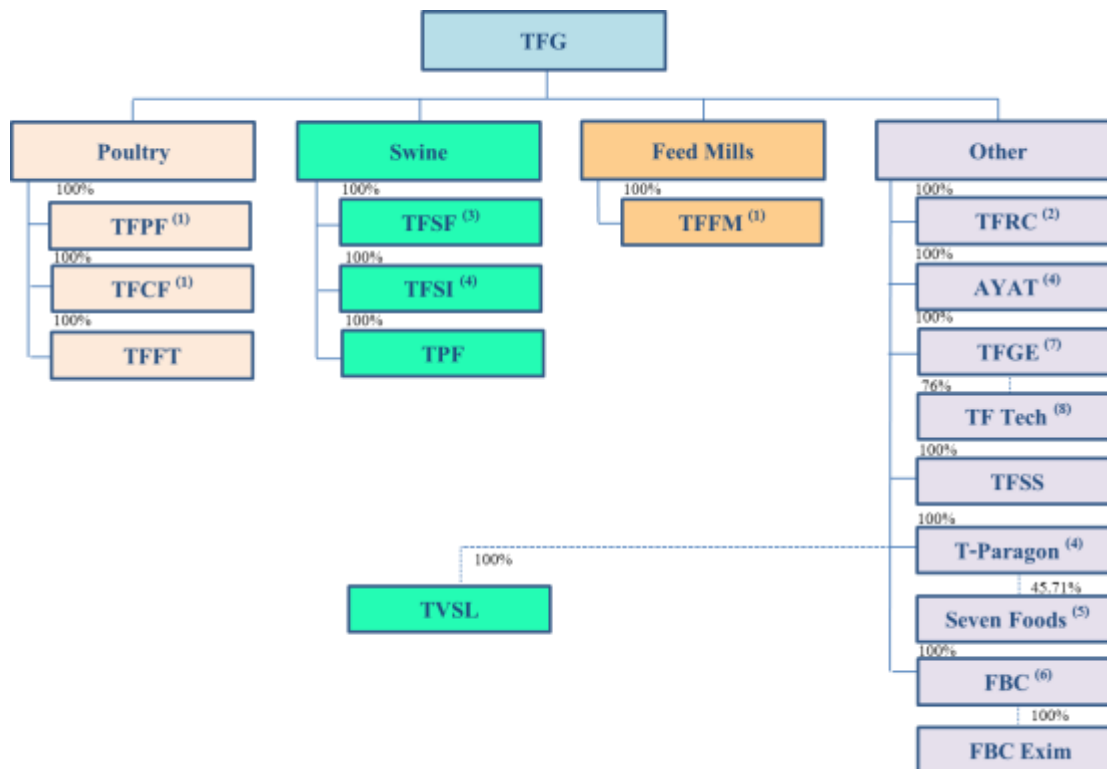 TFG
Poultry
Swine
Feed Mills
Other
100%
100%
100%
100%
TFPF (1)
TFSF (3)
TFFM (1)
TFRC (2)
100%
100%
100%
TFCF (1)
TFSI (4)
AYAT (4)
100%
100%
100%
TFFT
TPF
TFGE (7)
76%
TF Tech (8)
100%
TFSS
100%
T-Paragon (4)
100%
TVSL
45.71%
Seven Foods (5)
100%
FBC (6)
100%
FBC Exim